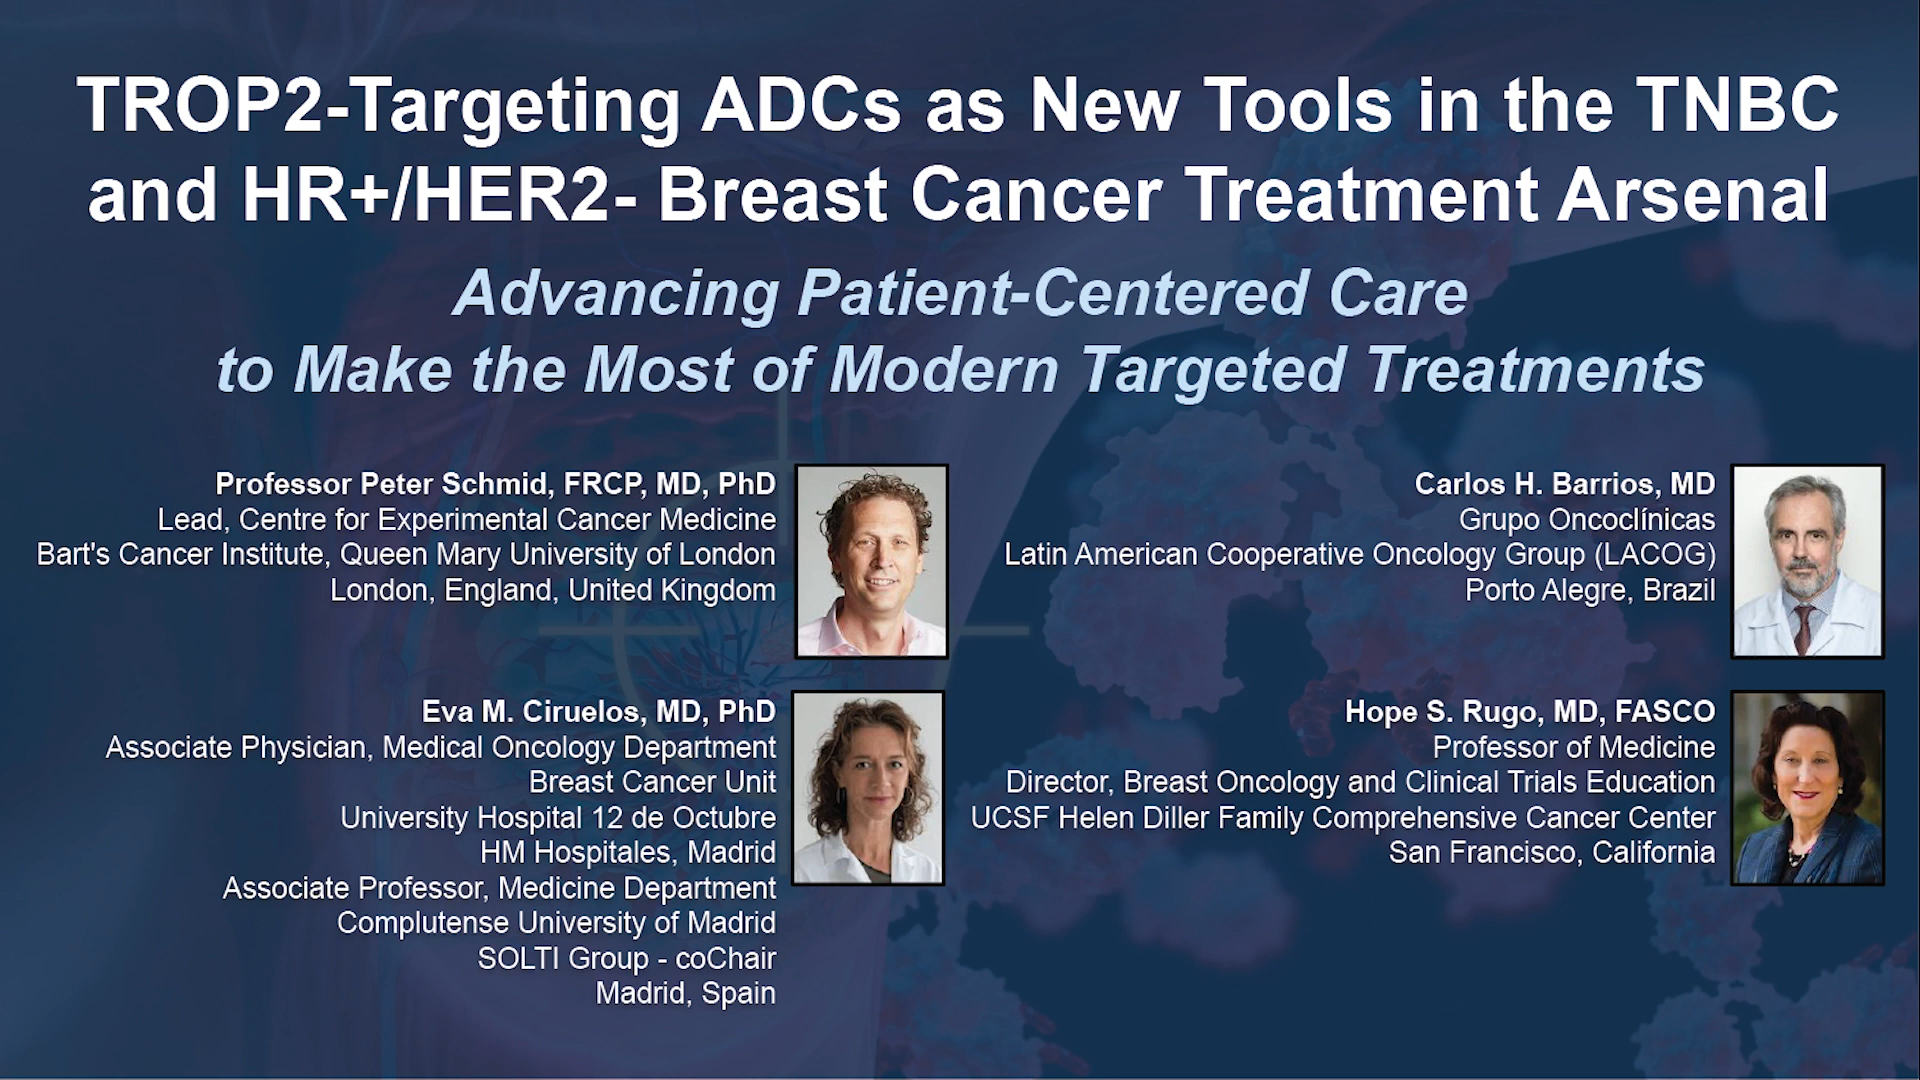 TROP2-Targeting ADCs as New Tools in the TNBC
and HR+/HER2- Breast Cancer Treatment Arsenal
Advancing Patient-Centered Care
to Make the Most of Modern Targeted Treatments
Professor Peter Schmid, FRCP, MD, PhD
Lead, Centre for Experimental Cancer Medicine
Bart's Cancer Institute, Queen Mary University of London
London, England, United Kingdom
Carlos H. Barrios, MD
Grupo Oncoclínicas
Latin American Cooperative Oncology Group (LACOG)
Porto Alegre, Brazil
Eva M. Ciruelos, MD, PhD
Associate Physician, Medical Oncology Department
Breast Cancer Unit
University Hospital 12 de Octubre
HM Hospitales, Madrid
Associate Professor, Medicine Department
Complutense University of Madrid
SOLTI Group - coChair
Madrid, Spain
Hope S. Rugo, MD, FASCO
Professor of Medicine
Director, Breast Oncology and Clinical Trials Education
UCSF Helen Diller Family Comprehensive Cancer Center
San Francisco, California